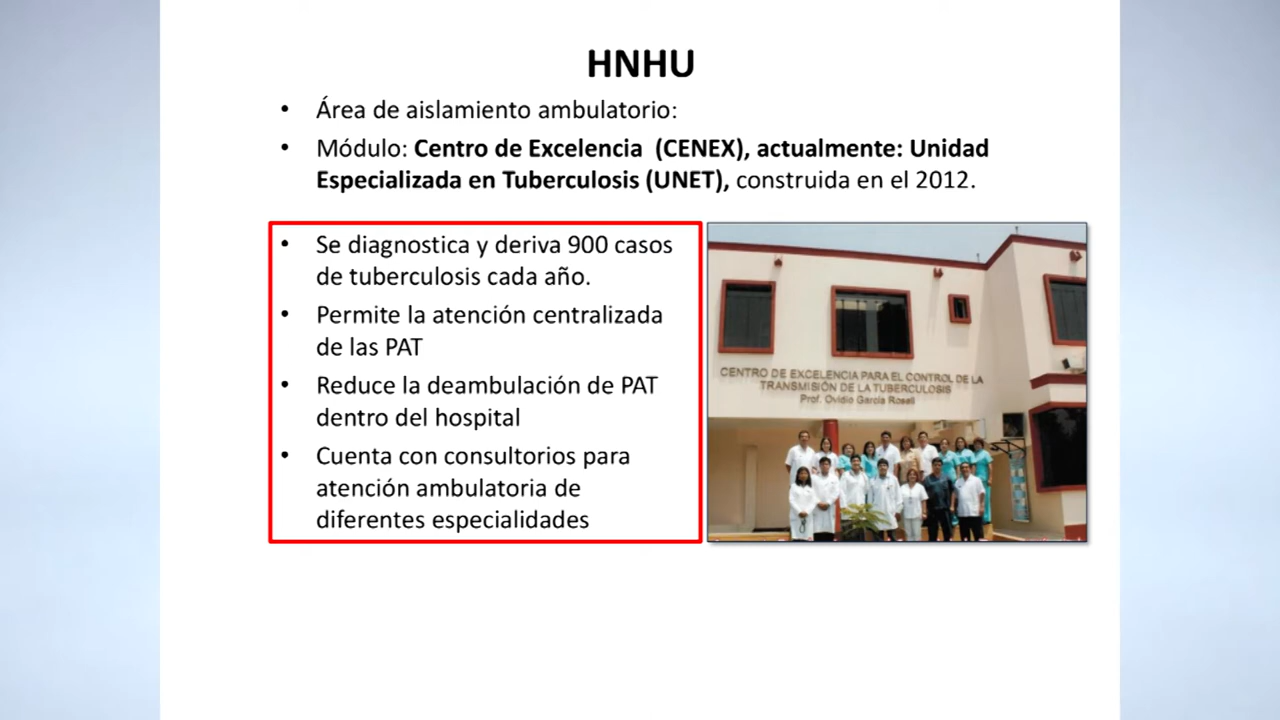 HNHU
• Área de aislamiento ambulatorio:
• Módulo: Centro de Excelencia (CENEX), actualmente: Unidad
Especializada en Tuberculosis (UNET), construida en el 2012.
• Se diagnostica y deriva 900 casos
de tuberculosis cada año.
• Permite la atención centralizada
de las PAT
• Reduce la deambulación de PAT
dentro del hospital
• Cuenta con consultorios para
atención ambulatoria de
diferentes especialidades
CENTRO DE EXCELENCIA PARA EL CONTROL DE LA
TRANSMISIÓN DE LA TUBERCULOSIS
Prof. Ovidio García Rosell